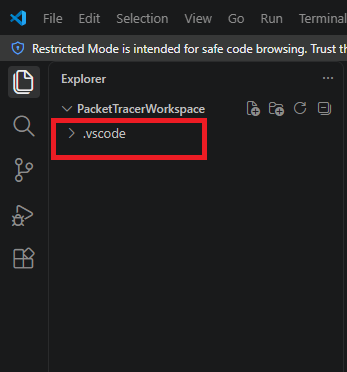 File Edit Selection View Go Run Terminal
Restricted Mode is intended for safe code browsing. Trust th
Explorer
PacketTracerWorkspace
.vscode